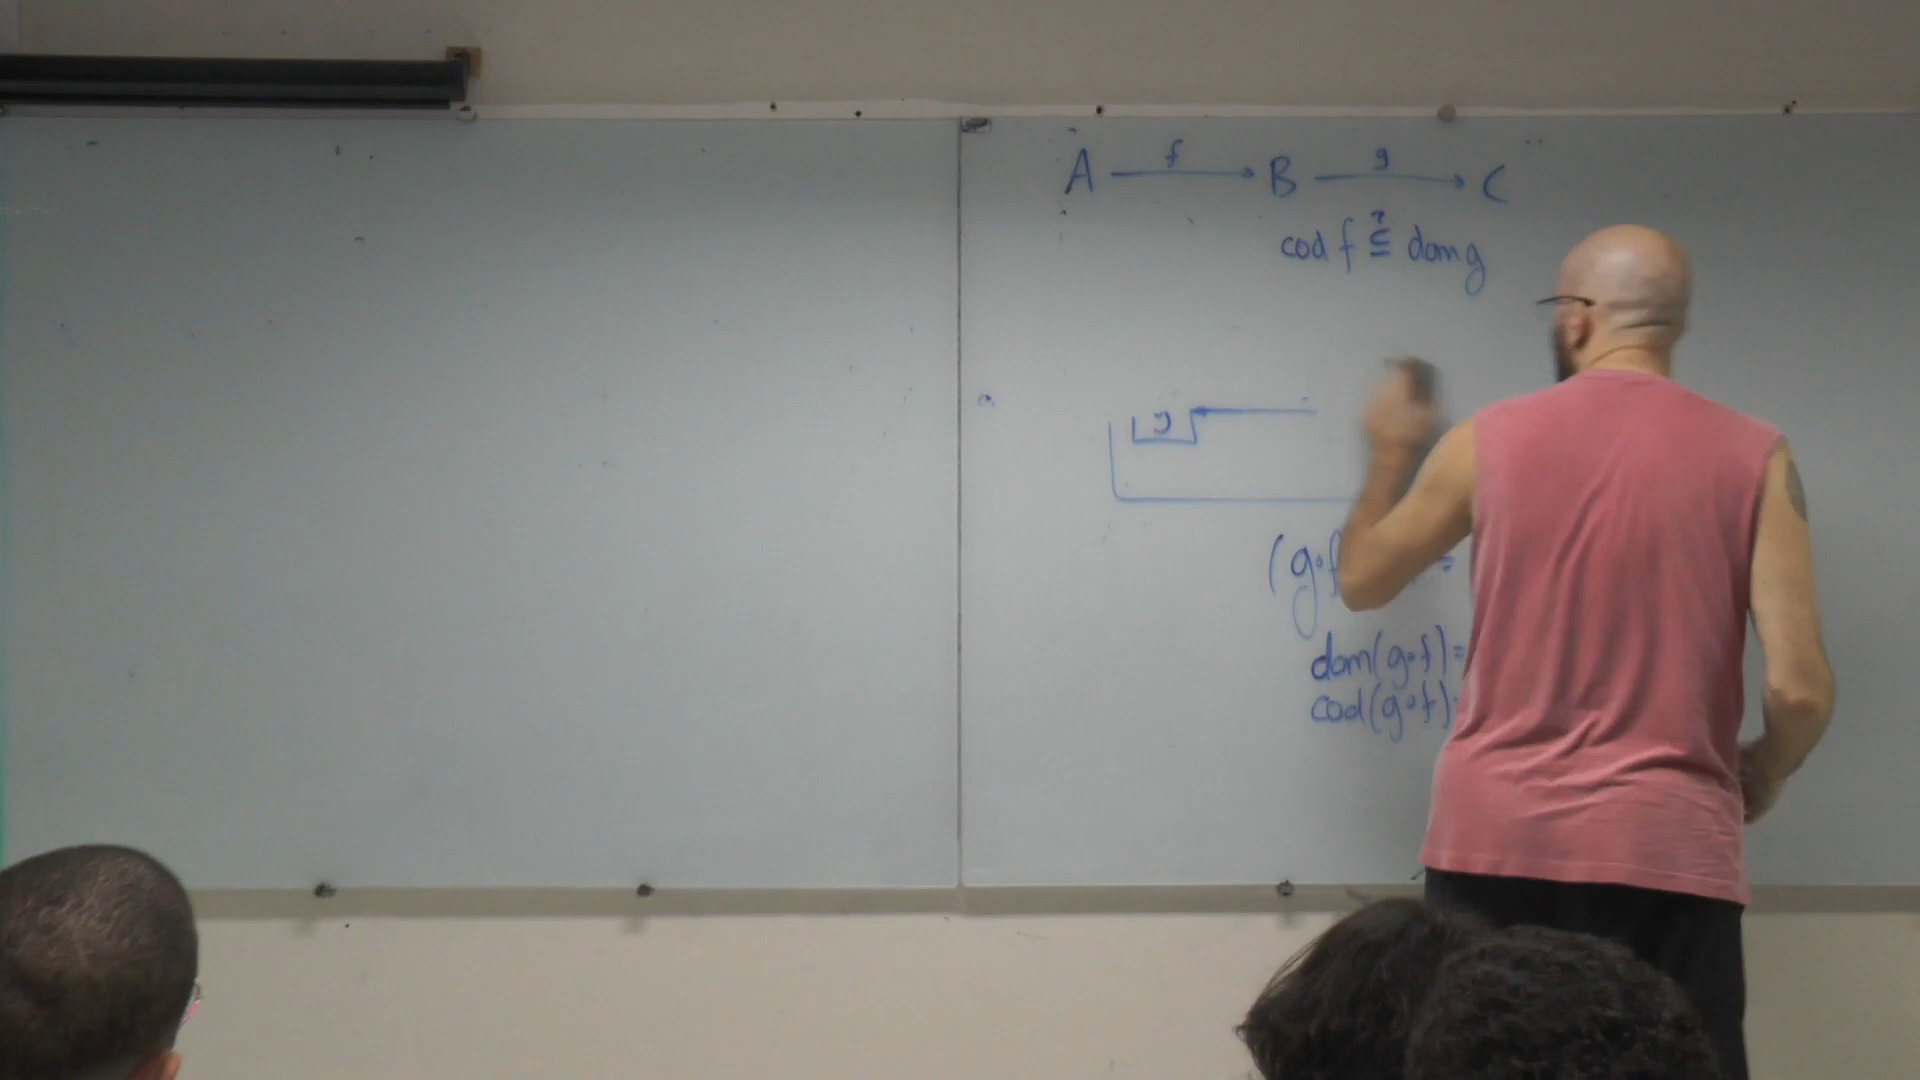 A —f→ B —g→ C
cod f ⊆? dom g
g
(g∘f
dom(g∘f)=
cod(g∘f)